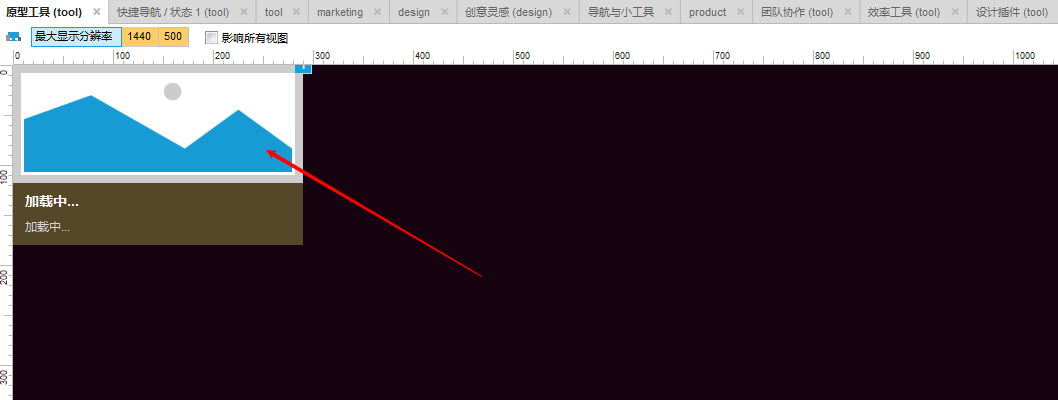 原型工具 (tool) 快捷导航 / 状态 1 (tool) tool marketing design 创意灵感 (design) 导航与小工具 product 团队协作 (tool) 效率工具 (tool) 设计插件 (tool)
最大显示分辨率 1440 500 影响所有视图
0 100 200 300 400 500 600 700 800 900 1000
0
100
加载中...
加载中...
200
300